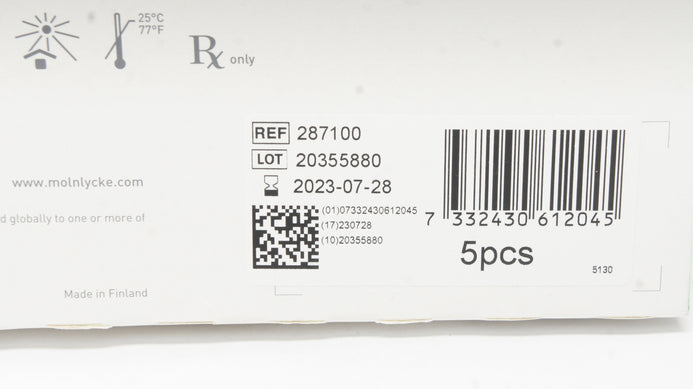 25°C
77°F
Rx only
REF 287100
LOT 20355880
2023-07-28
www.molnlycke.com
(01)07332430612045
(17)230728
(10)20355880
7 332430 612045
d globally to one or more of
5pcs
5130
Made in Finland